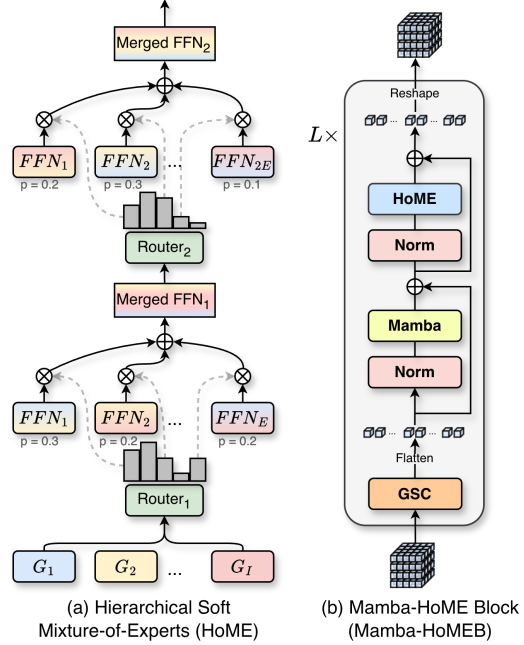 Merged FFN₂
FFN₁
FFN₂
...
FFN₂E
p = 0.2
p = 0.3
p = 0.1
Router₂
Merged FFN₁
FFN₁
FFN₂
...
FFN_E
p = 0.3
p = 0.2
p = 0.2
Router₁
G₁
G₂
...
G_I
(a) Hierarchical Soft
Mixture-of-Experts (HoME)
Reshape
... ...
L×
HoME
Norm
Mamba
Norm
... ...
Flatten
GSC
(b) Mamba-HoME Block
(Mamba-HoMEB)